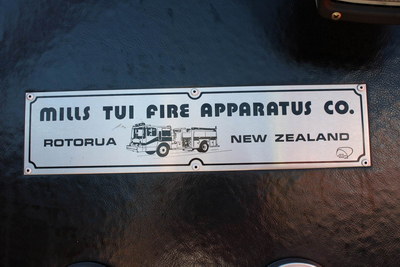 MILLS TUI FIRE APPARATUS CO.
ROTORUA NEW ZEALAND